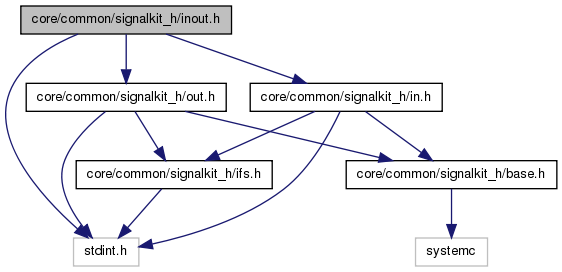 core/common/signalkit_h/inout.h
core/common/signalkit_h/out.h
core/common/signalkit_h/in.h
core/common/signalkit_h/ifs.h
core/common/signalkit_h/base.h
stdint.h
systemc